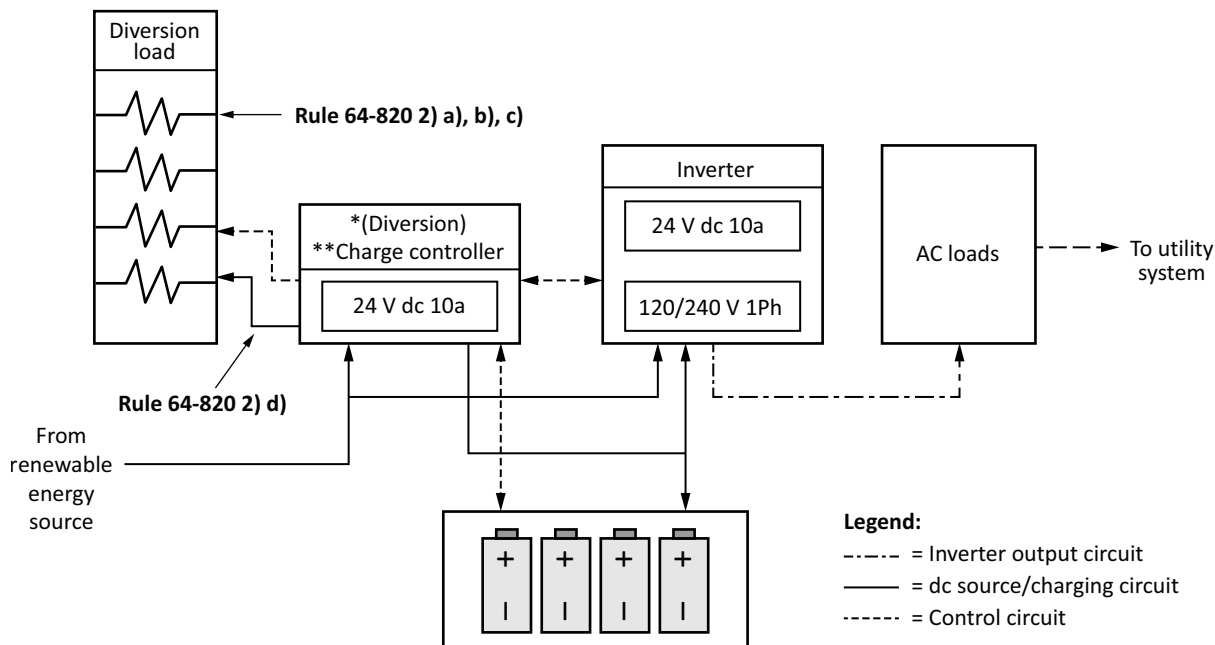 Diversion
load
Rule 64-820 2) a), b), c)
*(Diversion)
**Charge controller
24 V dc 10a
Inverter
24 V dc 10a
120/240 V 1Ph
AC loads
To utility
system
Rule 64-820 2) d)
From
renewable
energy
source
+ + + +
– – – –
Legend:
= Inverter output circuit
= dc source/charging circuit
= Control circuit